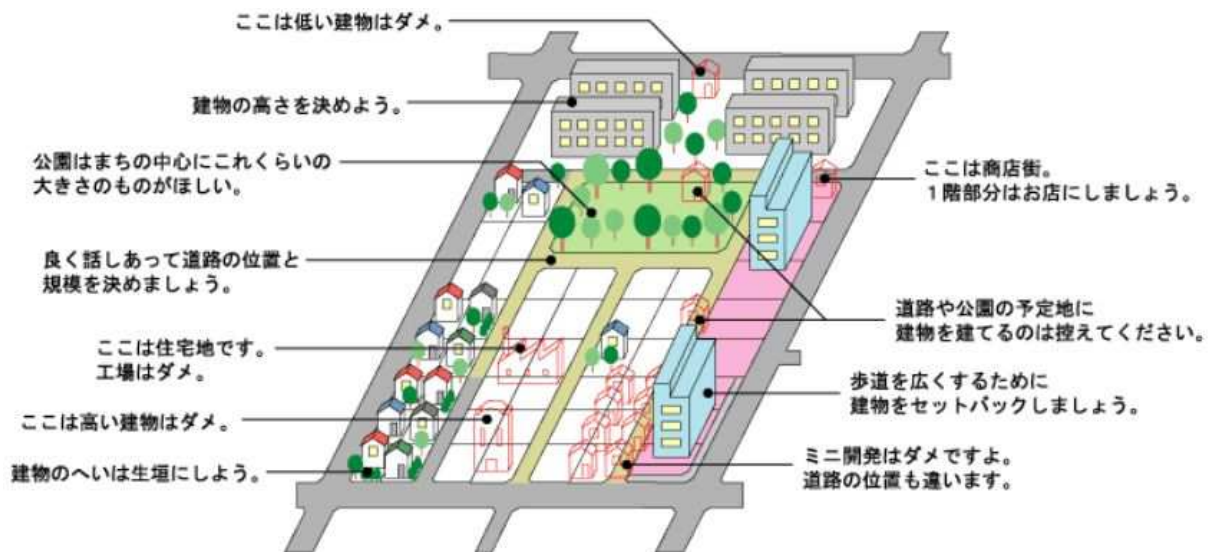 ここは低い建物はダメ。
建物の高さを決めよう。
公園はまちの中心にこれくらいの
大きさのものがほしい。
ここは商店街。
1階部分はお店にしましょう。
良く話しあって道路の位置と
規模を決めましょう。
道路や公園の予定地に
建物を建てるのは控えてください。
ここは住宅地です。
工場はダメ。
歩道を広くするために
建物をセットバックしましょう。
ここは高い建物はダメ。
建物のへいは生垣にしよう。
ミニ開発はダメですよ。
道路の位置も違います。